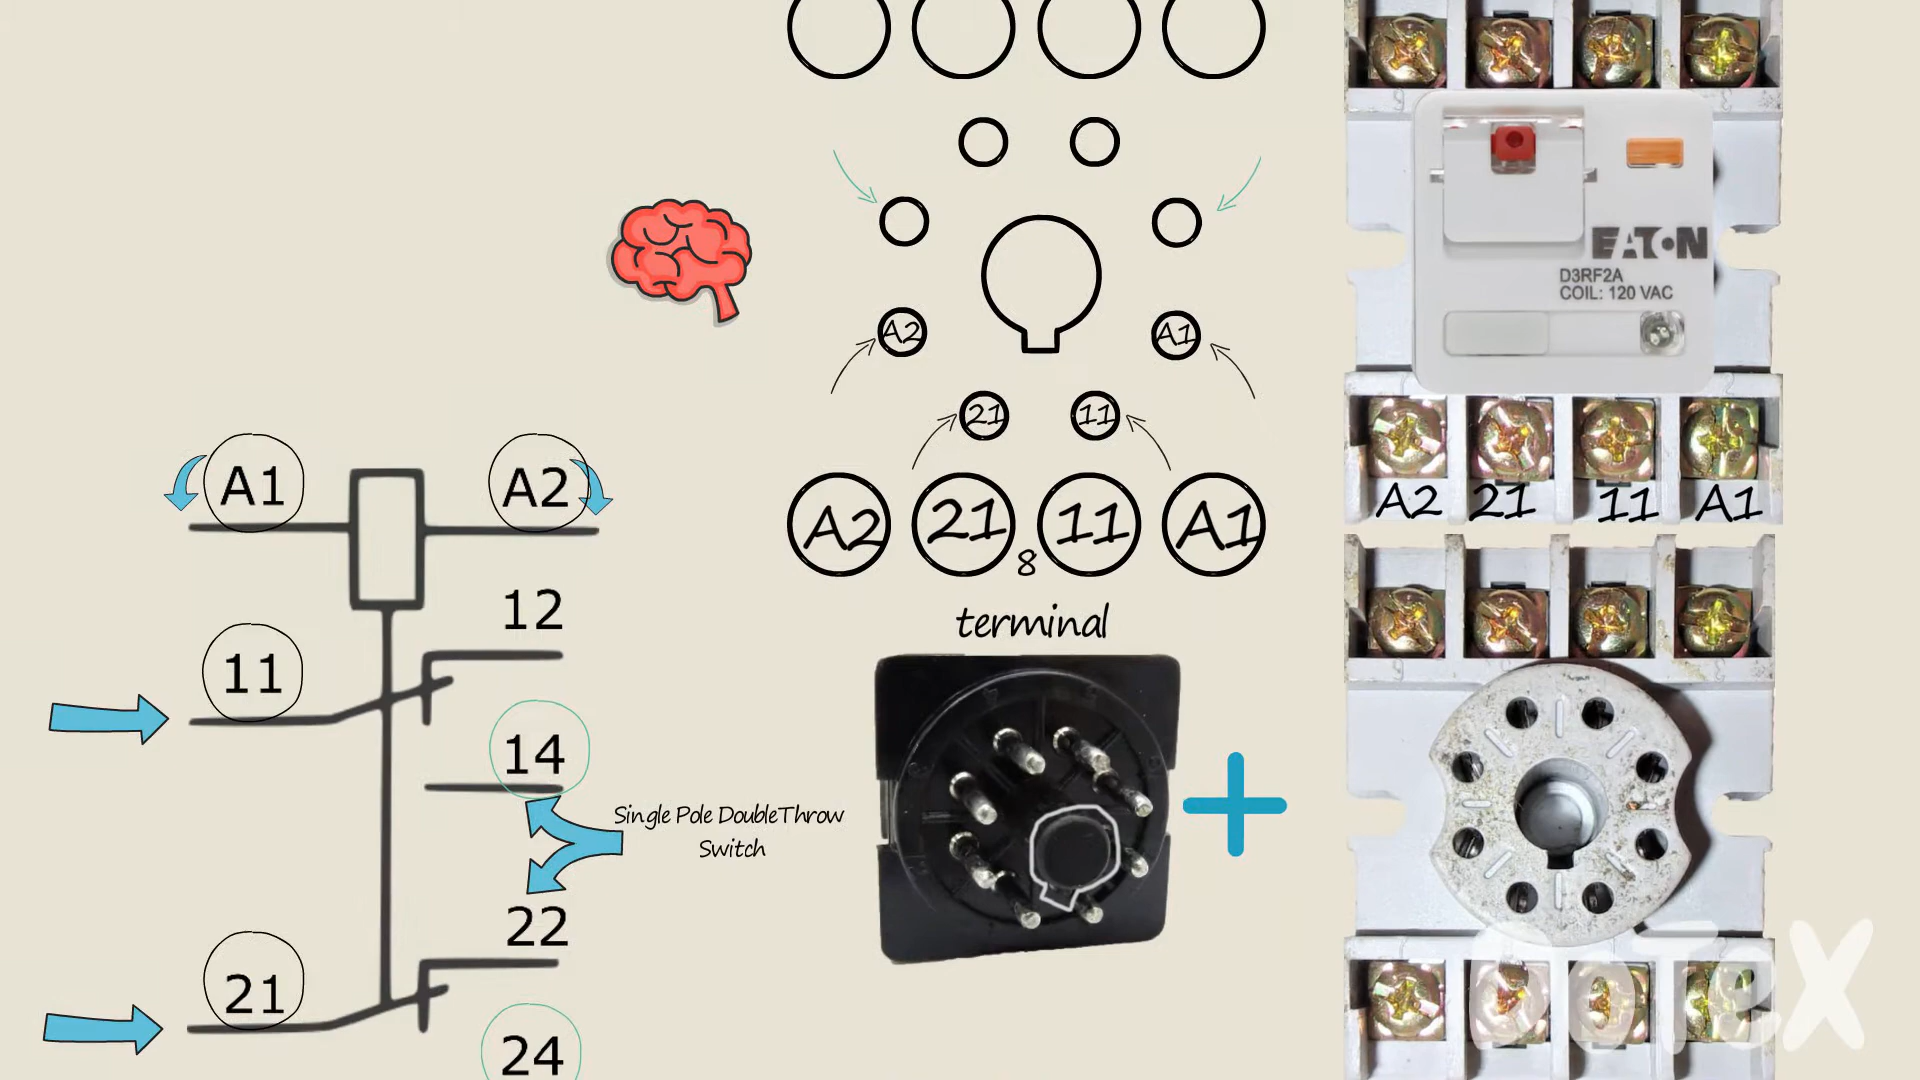 A1
A2
12
11
14
22
21
24
Single Pole Double Throw
Switch
A2
A1
21
11
A2
21
11
A1
8
terminal
EATON
D3RF2A
COIL: 120 VAC
A2
21
11
A1
DoTeX